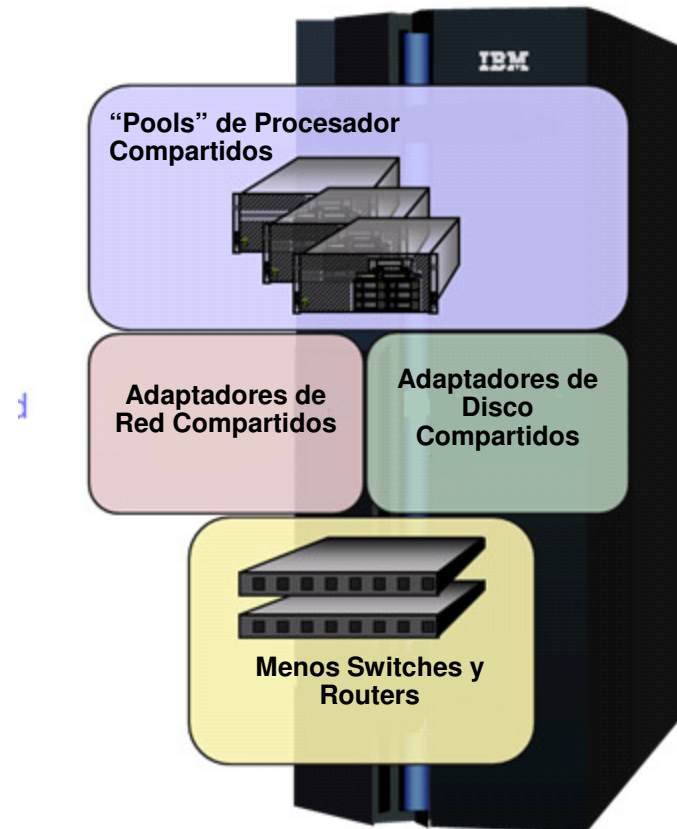 IBM
“Pools” de Procesador
Compartidos
Adaptadores de
Red Compartidos
Adaptadores de
Disco
Compartidos
d
Menos Switches y
Routers